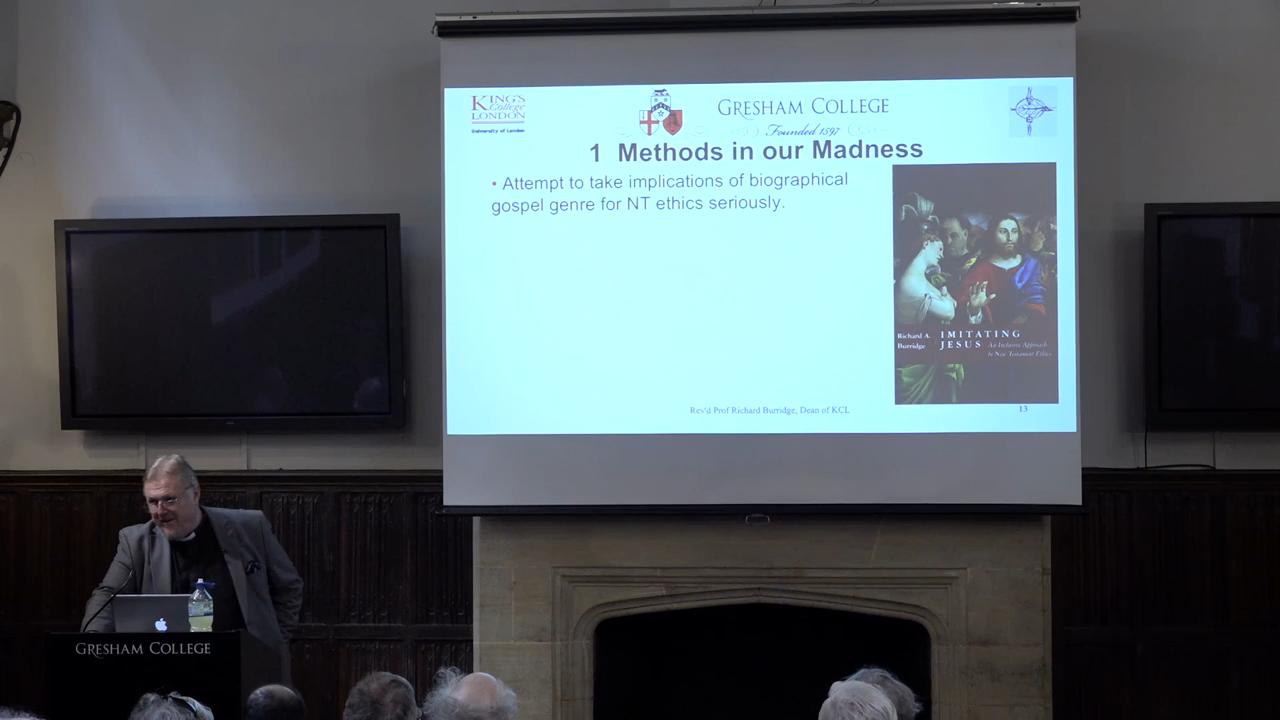 KING'S
College
LONDON
University of London
GRESHAM COLLEGE
Founded 1597
1 Methods in our Madness
• Attempt to take implications of biographical
gospel genre for NT ethics seriously.
Richard A.
Burridge
IMITATING
JESUS
An Inclusive Approach
to New Testament Ethics
Rev'd Prof Richard Burridge, Dean of KCL
13
GRESHAM COLLEGE